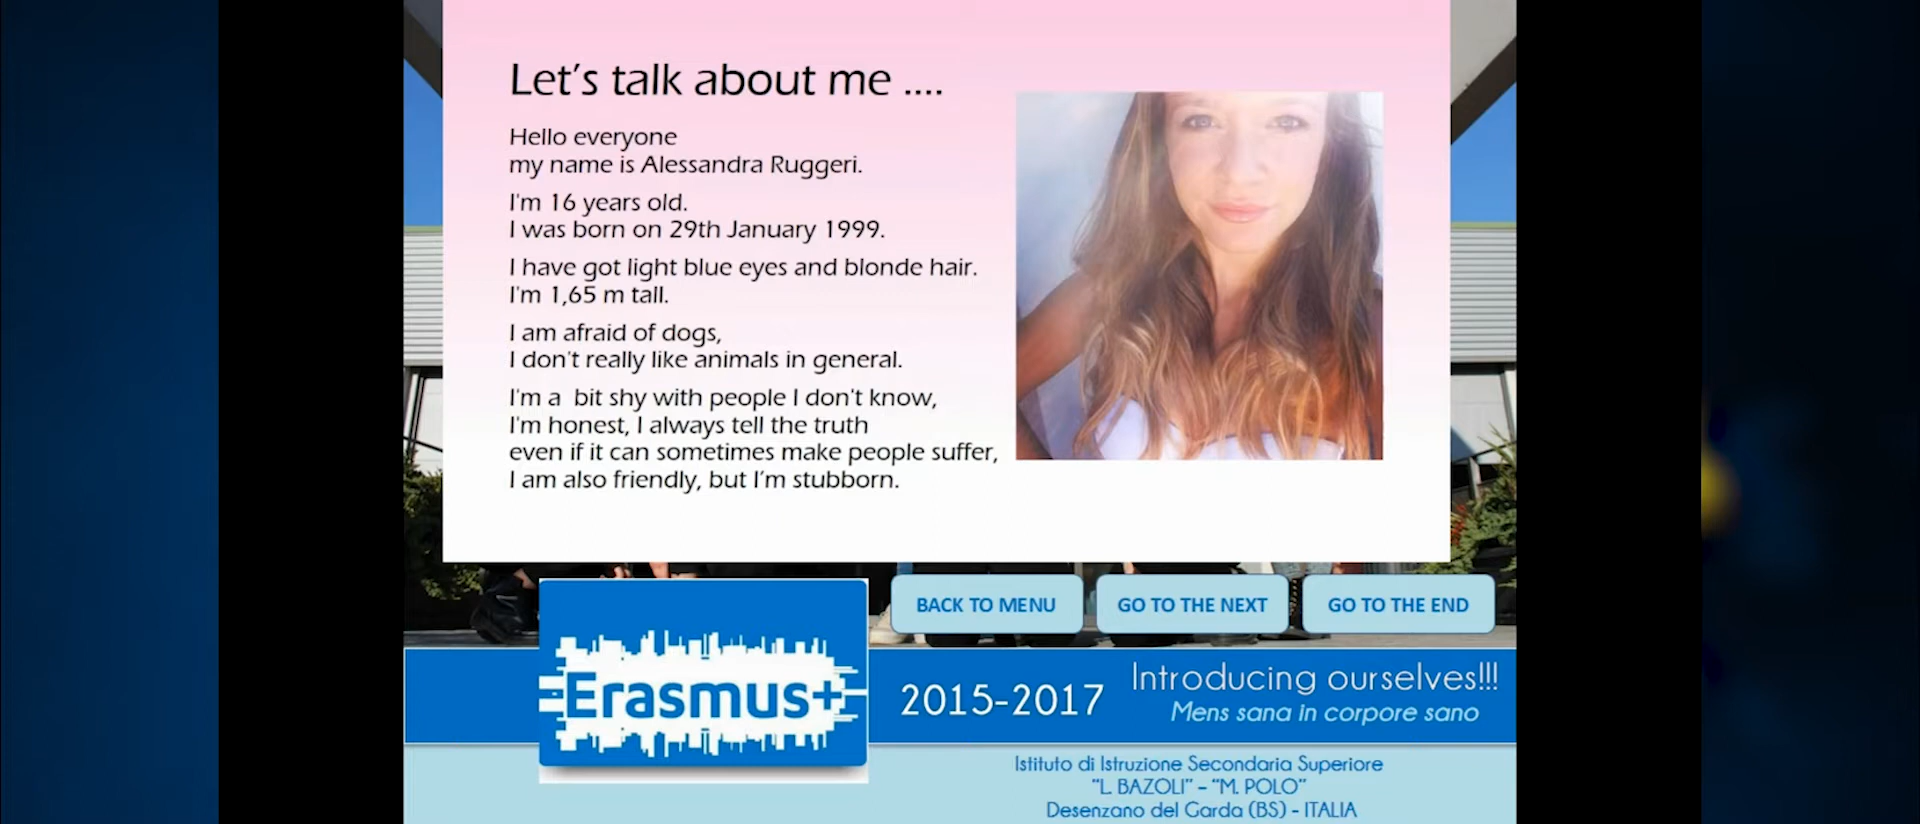 Let's talk about me ....
Hello everyone
my name is Alessandra Ruggeri.
I'm 16 years old.
I was born on 29th January 1999.
I have got light blue eyes and blonde hair.
I'm 1,65 m tall.
I am afraid of dogs,
I don't really like animals in general.
I'm a  bit shy with people I don't know,
I'm honest, I always tell the truth
even if it can sometimes make people suffer,
I am also friendly, but I'm stubborn.
BACK TO MENU
GO TO THE NEXT
GO TO THE END
Erasmus+
2015-2017
Introducing ourselves!!!
Mens sana in corpore sano
Istituto di Istruzione Secondaria Superiore
"L. BAZOLI" - "M. POLO"
Desenzano del Garda (BS) - ITALIA